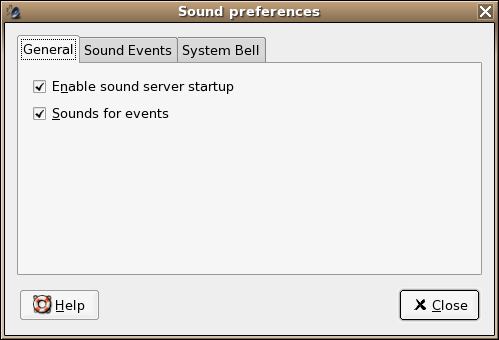 Sound preferences
General Sound Events System Bell
Enable sound server startup
Sounds for events
Help Close